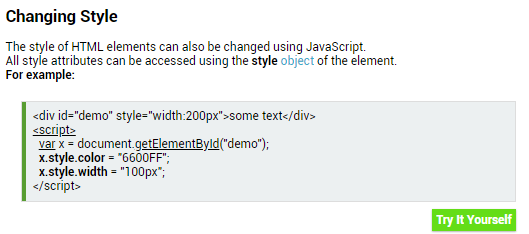 Changing Style
The style of HTML elements can also be changed using JavaScript.
All style attributes can be accessed using the style object of the element.
For example:
<div id="demo" style="width:200px">some text</div>
<script>
var x = document.getElementById("demo");
x.style.color = "6600FF";
x.style.width = "100px";
</script>
Try It Yourself